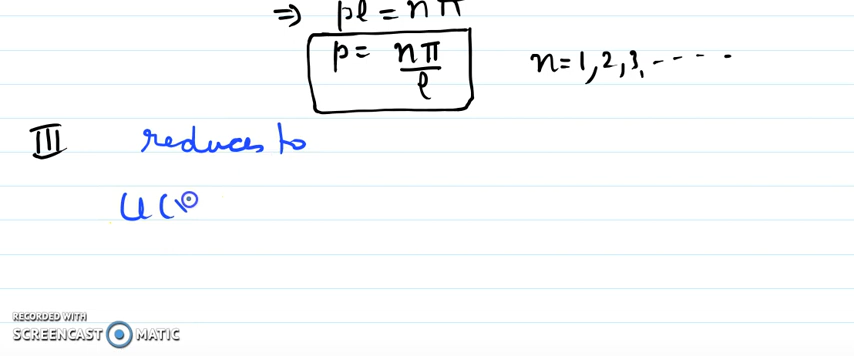 ⇒ pl = nπ
p = nπ/l n=1,2,3,-----
III reduces to
u(
RECORDED WITH
SCREENCAST MATIC